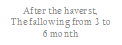 After the haverst,
The fallowing from 3 to
6 month